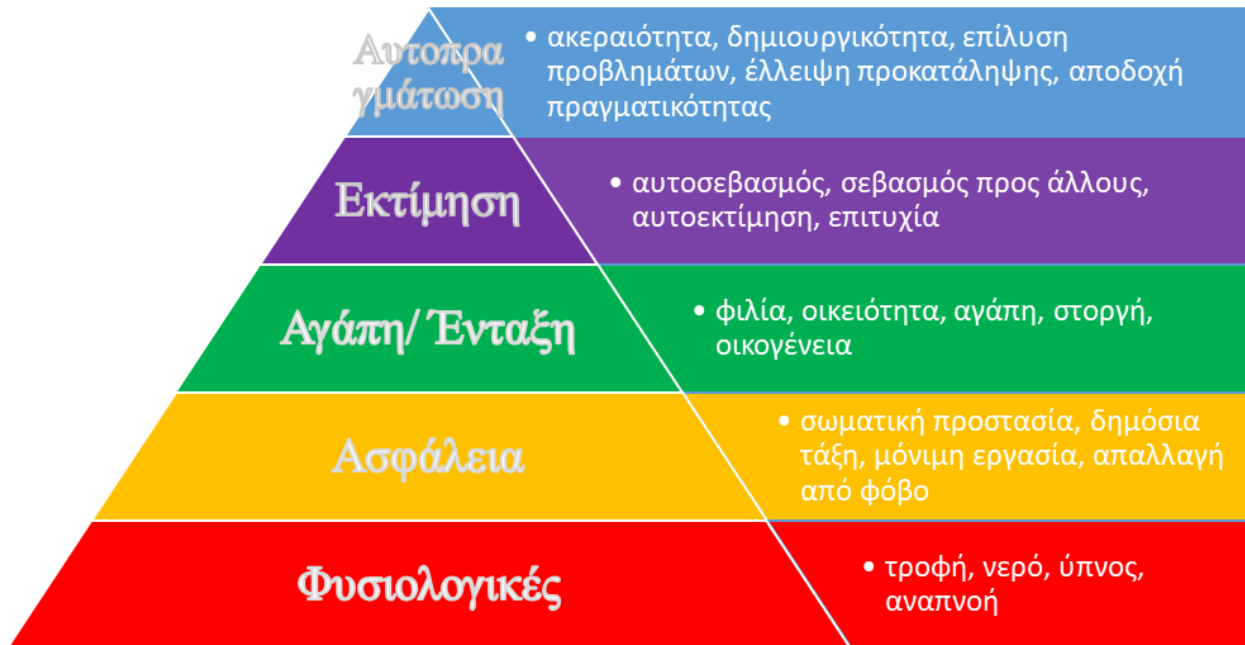 Αυτοπρα
γμάτωση
• ακεραιότητα, δημιουργικότητα, επίλυση
προβλημάτων, έλλειψη προκατάληψης, αποδοχή
πραγματικότητας
Εκτίμηση
• αυτοσεβασμός, σεβασμός προς άλλους,
αυτοεκτίμηση, επιτυχία
Αγάπη/ Ένταξη
• φιλία, οικειότητα, αγάπη, στοργή,
οικογένεια
Ασφάλεια
• σωματική προστασία, δημόσια
τάξη, μόνιμη εργασία, απαλλαγή
από φόβο
Φυσιολογικές
• τροφή, νερό, ύπνος,
αναπνοή